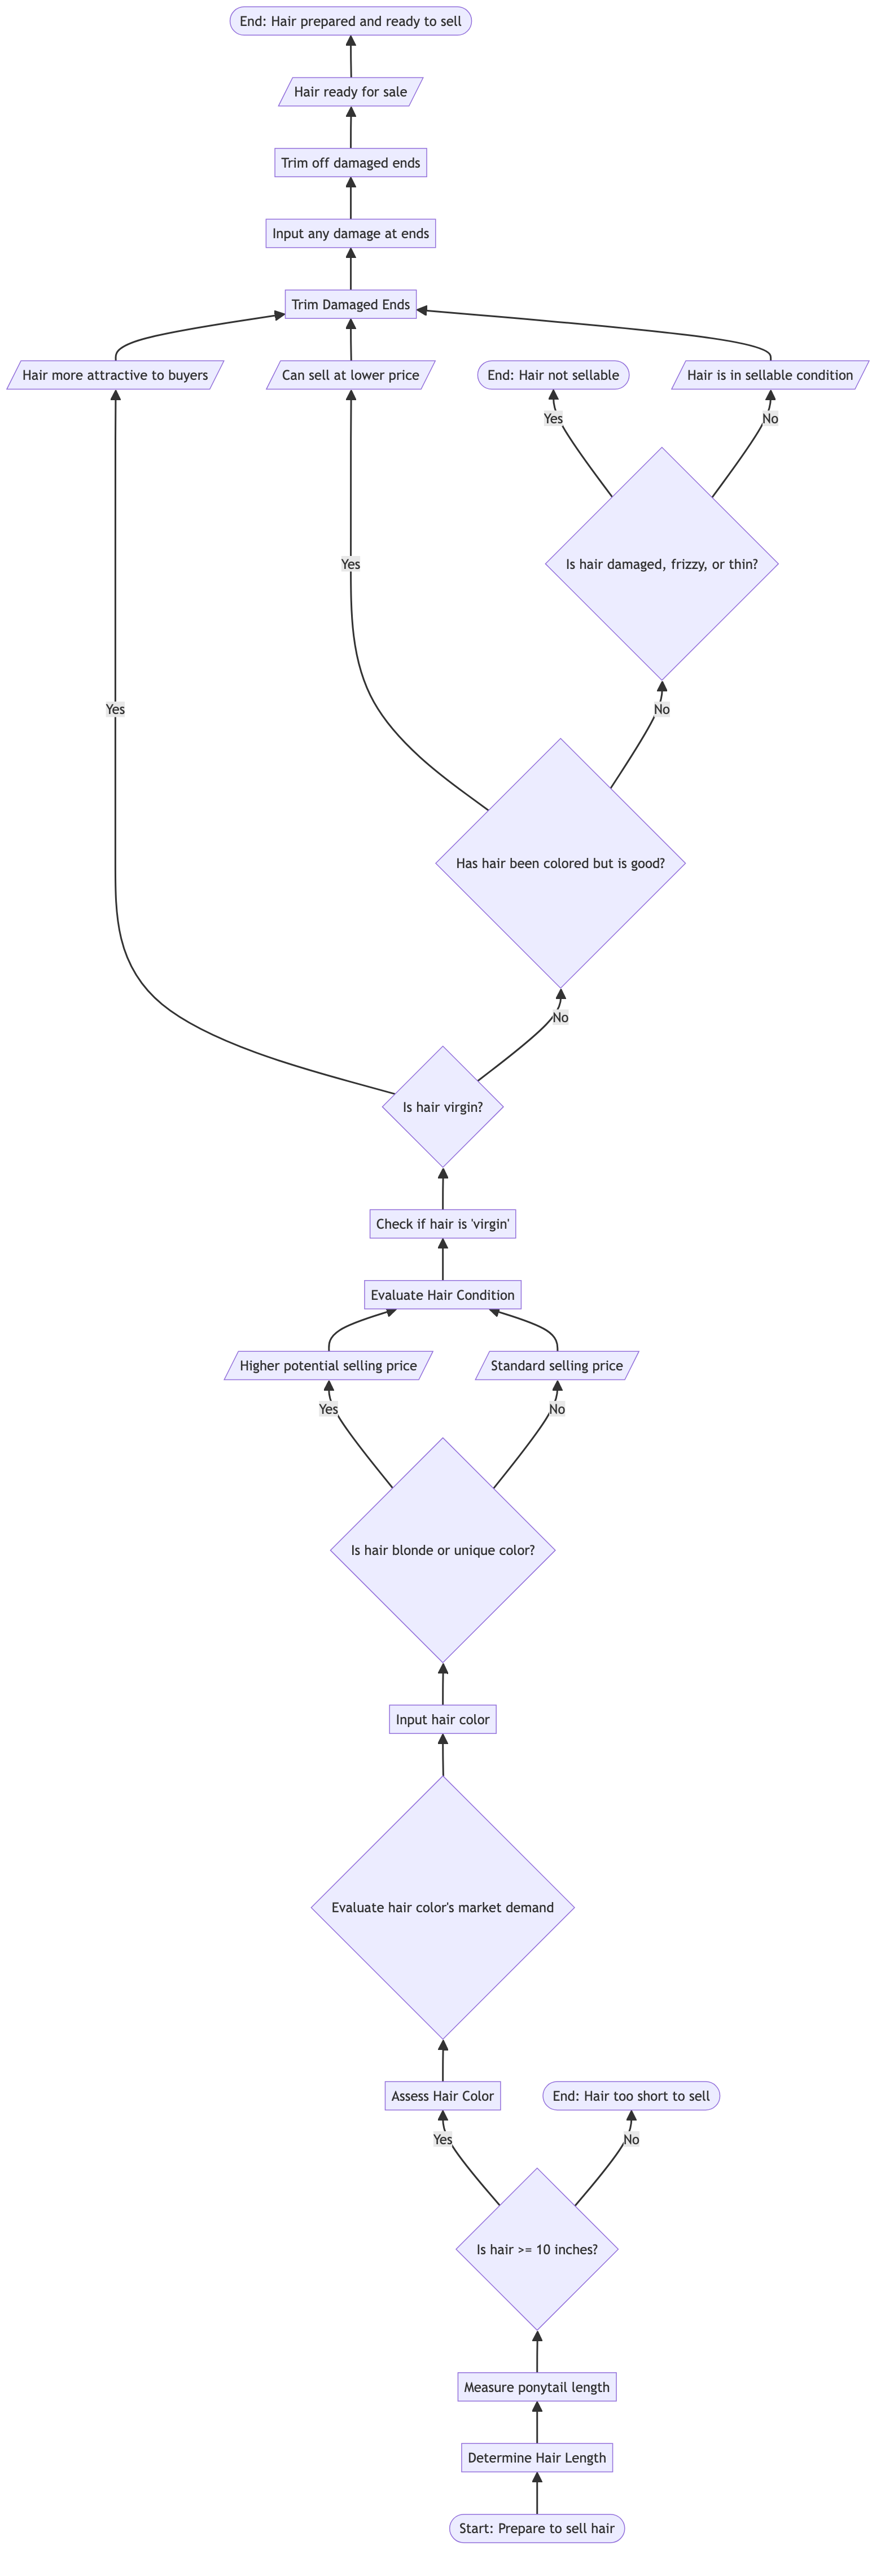 End: Hair prepared and ready to sell
Hair ready for sale
Trim off damaged ends
Input any damage at ends
Trim Damaged Ends
Hair more attractive to buyers
Can sell at lower price
End: Hair not sellable
Hair is in sellable condition
Yes
No
Is hair damaged, frizzy, or thin?
Yes
Yes
No
Has hair been colored but is good?
No
Is hair virgin?
Check if hair is 'virgin'
Evaluate Hair Condition
Higher potential selling price
Standard selling price
Yes
No
Is hair blonde or unique color?
Input hair color
Evaluate hair color's market demand
Assess Hair Color
End: Hair too short to sell
Yes
No
Is hair >= 10 inches?
Measure ponytail length
Determine Hair Length
Start: Prepare to sell hair